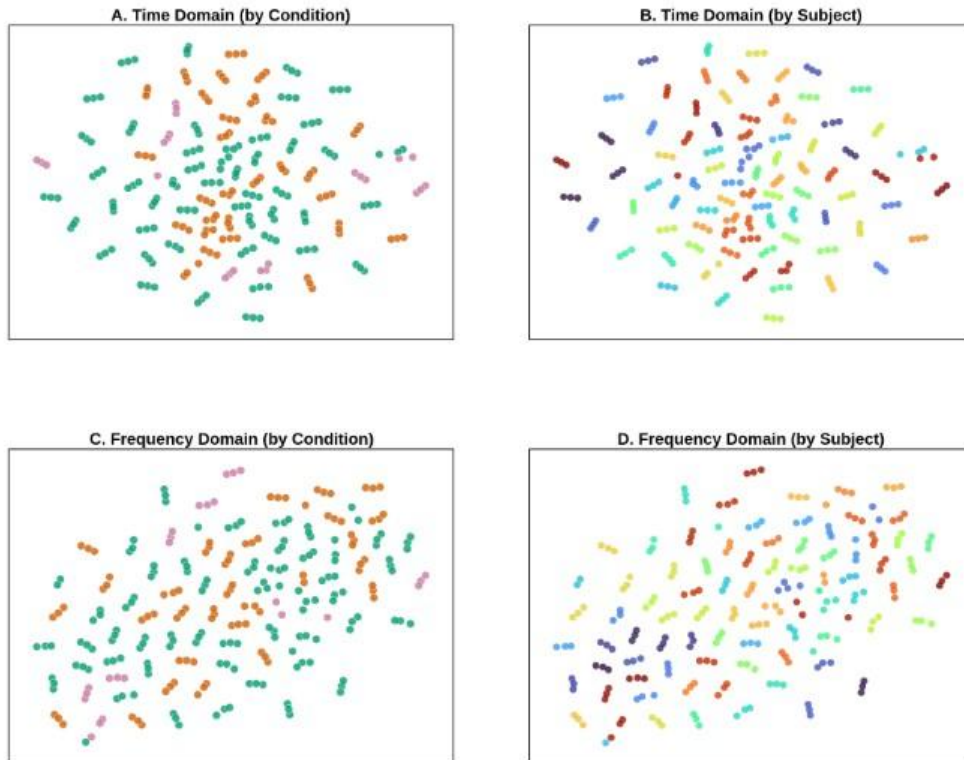 A. Time Domain (by Condition)
B. Time Domain (by Subject)
C. Frequency Domain (by Condition)
D. Frequency Domain (by Subject)